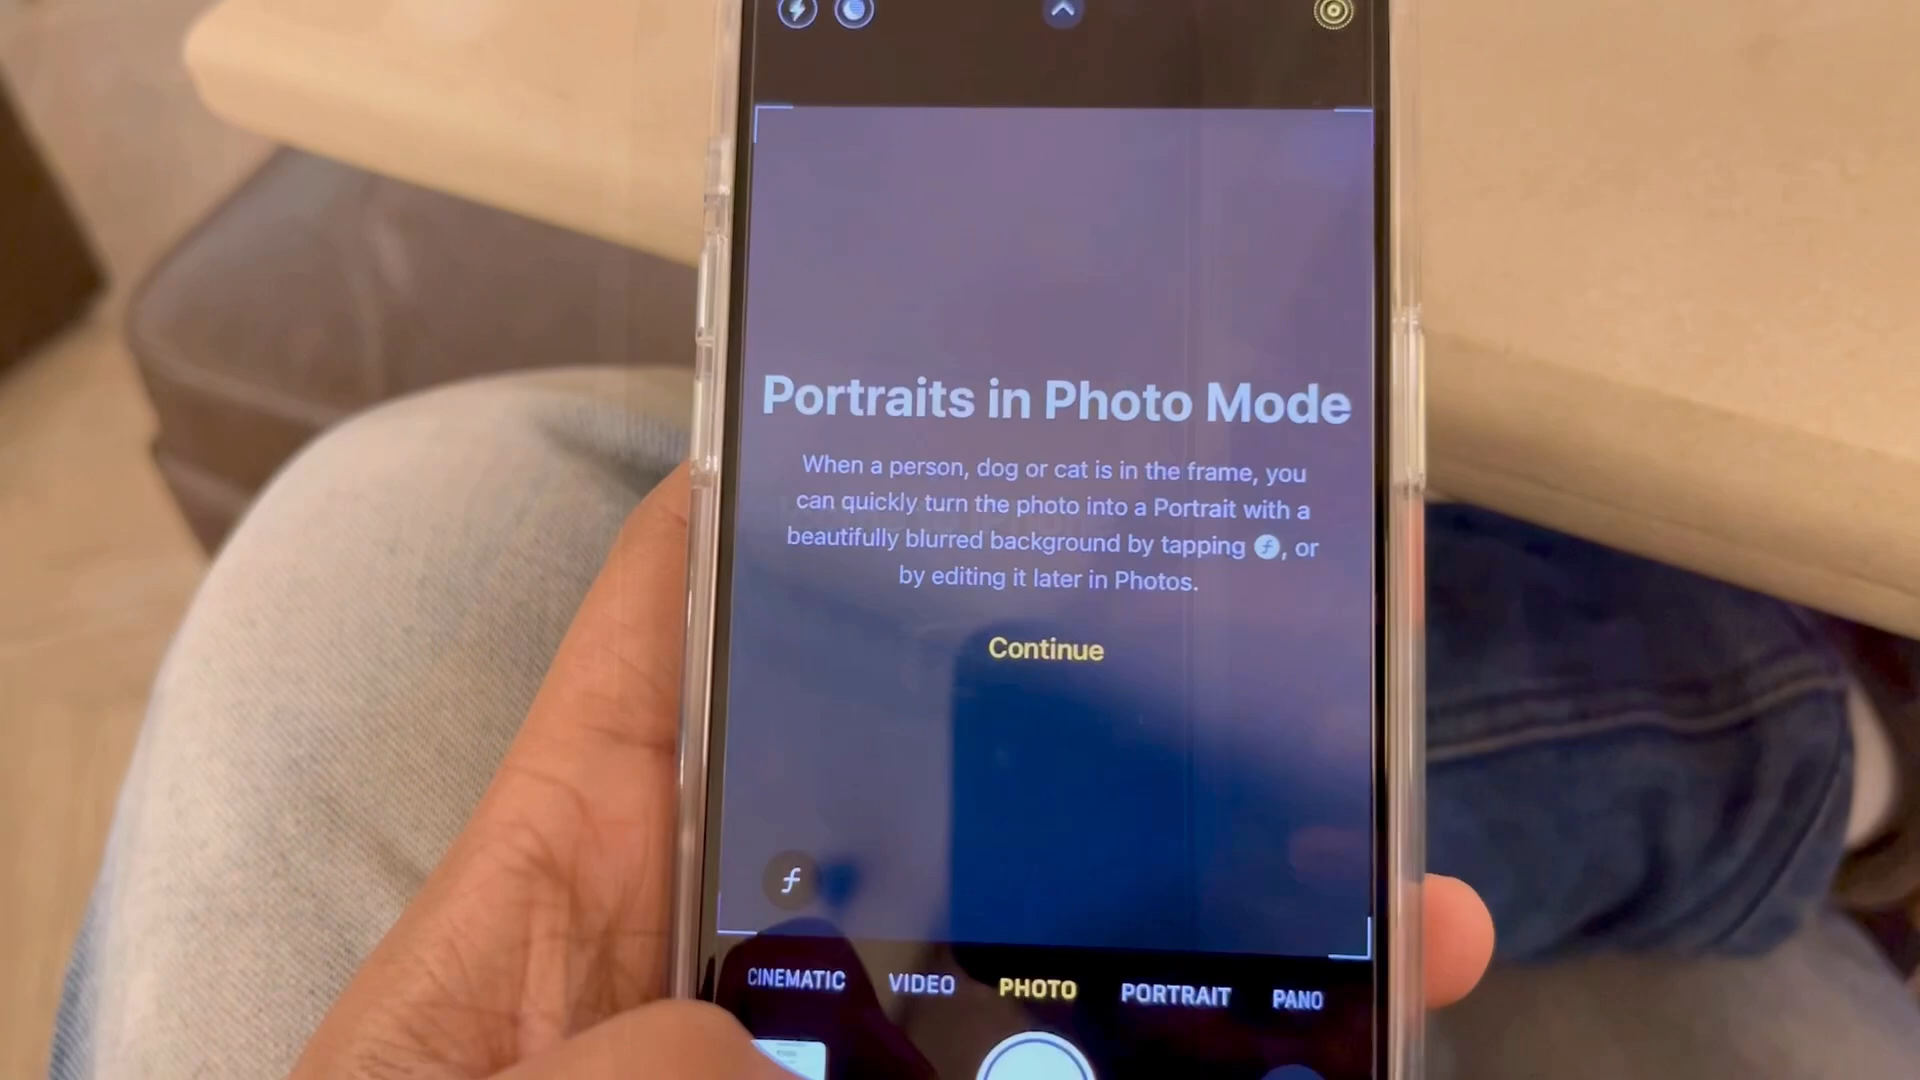 Portraits in Photo Mode
When a person, dog or cat is in the frame, you
can quickly turn the photo into a Portrait with a
beautifully blurred background by tapping ƒ, or
by editing it later in Photos.
Continue
ƒ
CINEMATIC VIDEO PHOTO PORTRAIT PANO